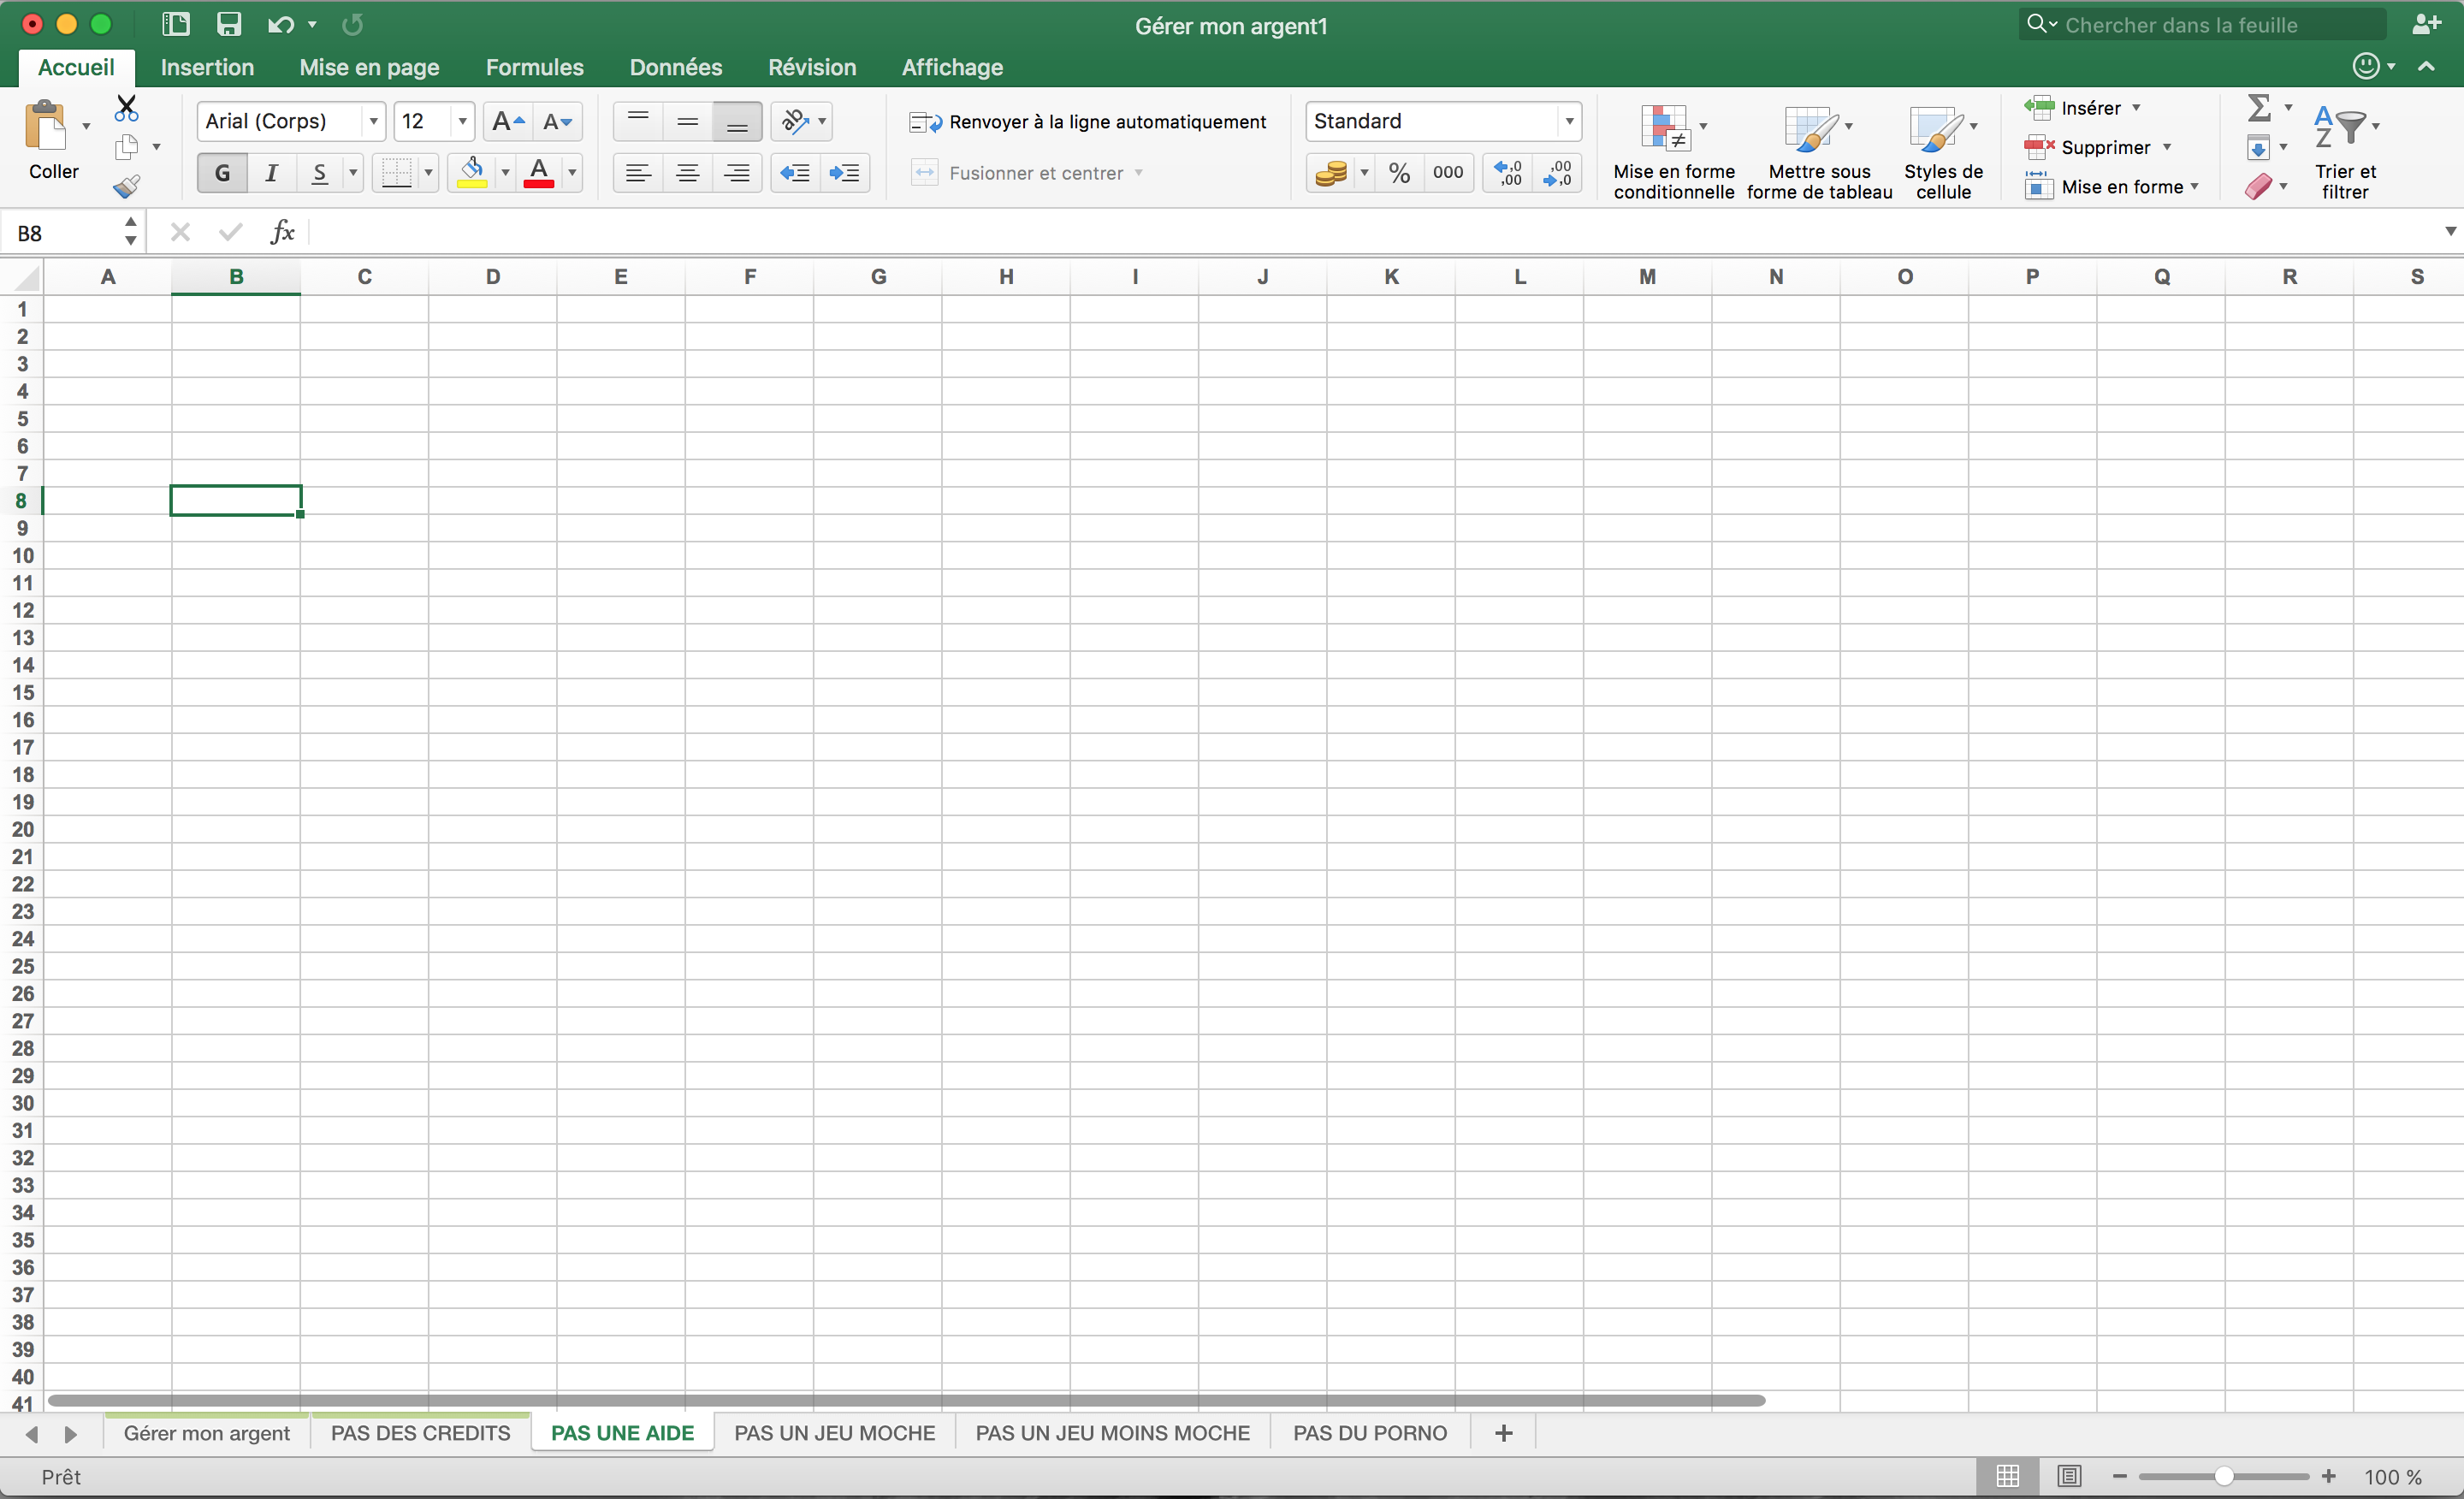 Gérer mon argent1
Chercher dans la feuille
Accueil Insertion Mise en page Formules Données Révision Affichage
Coller
Arial (Corps) 12 A A
G I S A
ab
Renvoyer à la ligne automatiquement
Fusionner et centrer
Standard
% 000 ,0 ,00 ,00 ,0
Mise en forme conditionnelle
Mettre sous forme de tableau
Styles de cellule
Insérer
Supprimer
Mise en forme
Σ
A Z
Trier et filtrer
B8 fx
A B C D E F G H I J K L M N O P Q R S
1
2
3
4
5
6
7
8
9
10
11
12
13
14
15
16
17
18
19
20
21
22
23
24
25
26
27
28
29
30
31
32
33
34
35
36
37
38
39
40
41
Gérer mon argent PAS DES CREDITS PAS UNE AIDE PAS UN JEU MOCHE PAS UN JEU MOINS MOCHE PAS DU PORNO +
Prêt
100 %